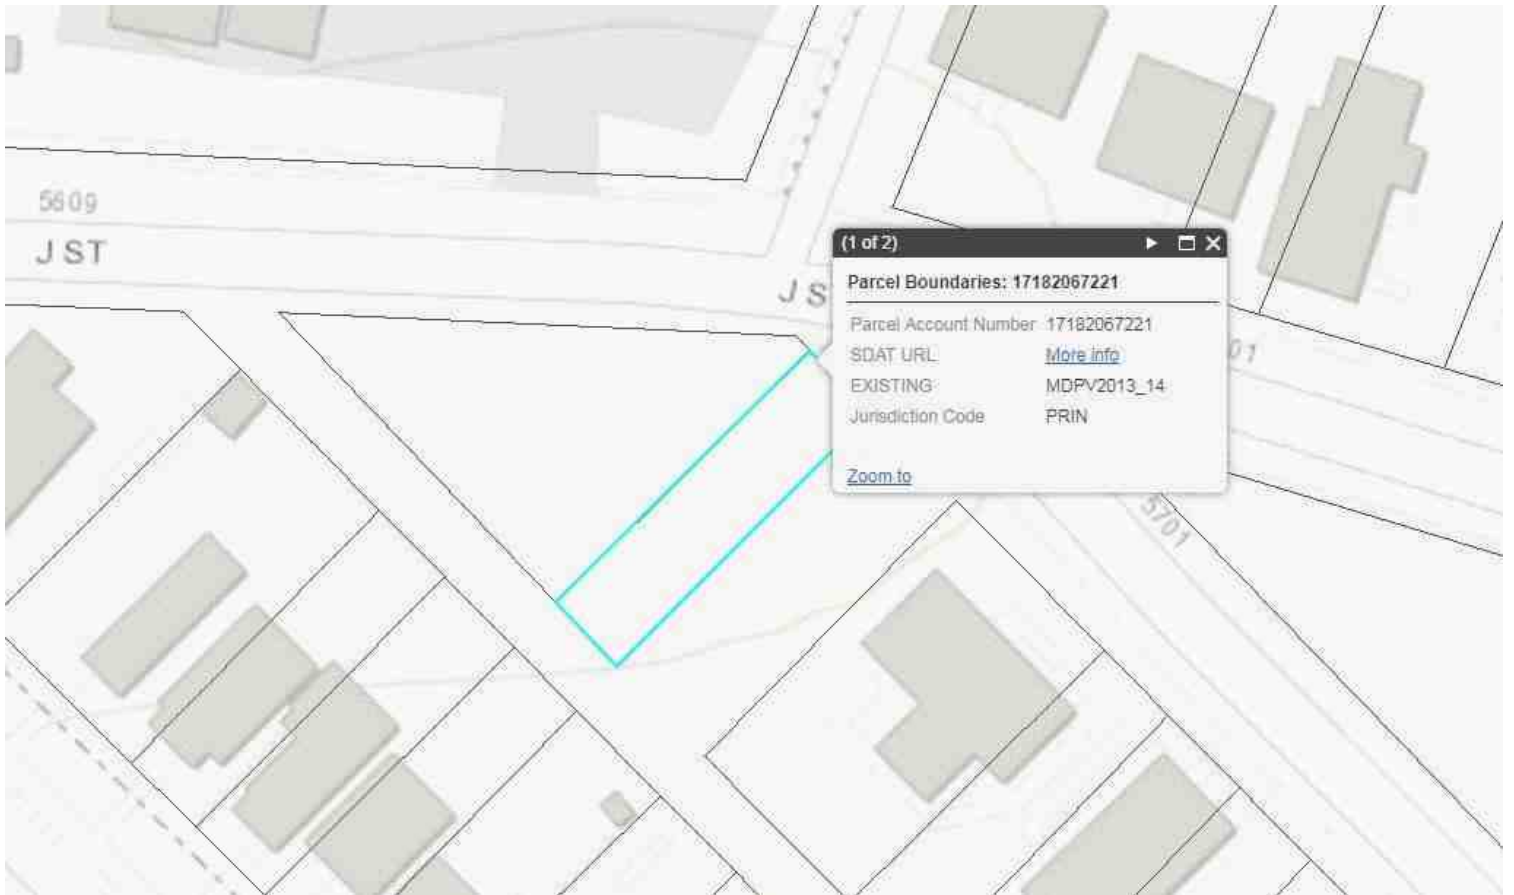 5609
J ST
J S
(1 of 2)
Parcel Boundaries: 17182067221
Parcel Account Number 17182067221
SDAT URL More info
EXISTING MDPV2013_14
Jurisdiction Code PRIN
Zoom to
01
5701